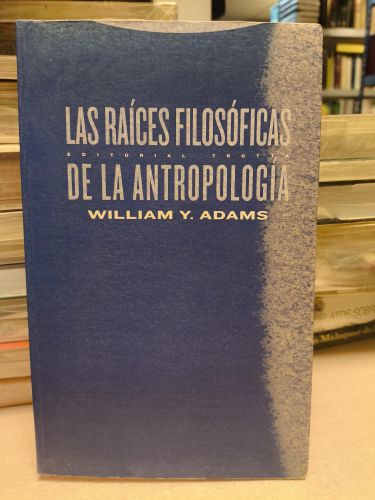 LAS RAÍCES FILOSÓFICAS
EDITORIAL TROTTA
DE LA ANTROPOLOGÍA
WILLIAM Y. ADAMS